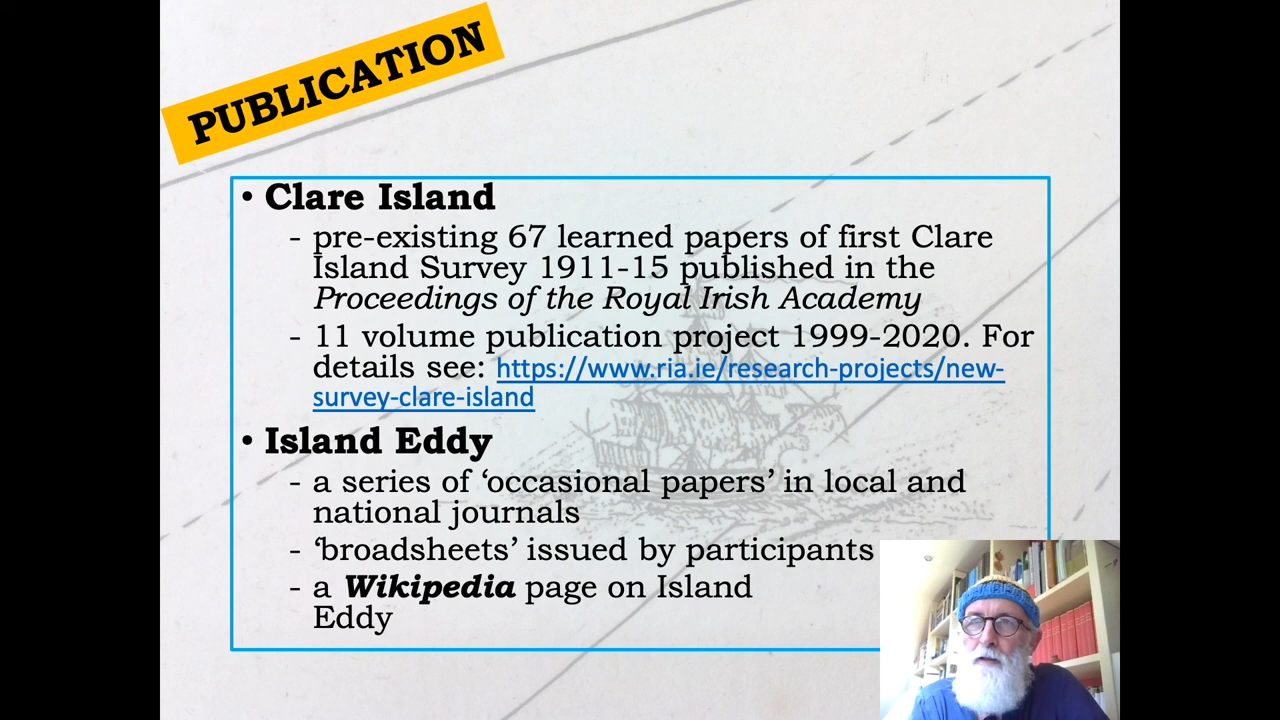 PUBLICATION
• Clare Island
- pre-existing 67 learned papers of first Clare
Island Survey 1911-15 published in the
Proceedings of the Royal Irish Academy
- 11 volume publication project 1999-2020. For
details see: https://www.ria.ie/research-projects/new-
survey-clare-island
• Island Eddy
- a series of ‘occasional papers’ in local and
national journals
- ‘broadsheets’ issued by participants
- a Wikipedia page on Island
Eddy